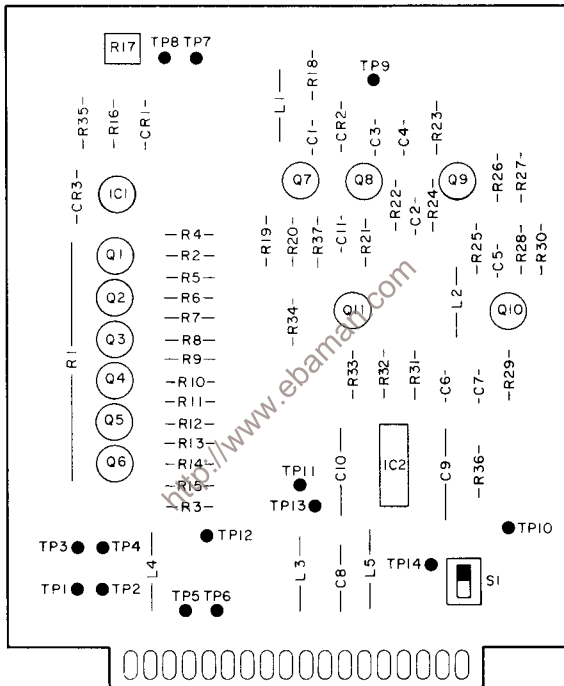 R17
TP8 TP7
TP9
-R35-
-R16-
-CR1-
L1
-R18-
-C1-
-CR2-
-C3-
-C4-
-R23-
-CR3-
IC1
Q7
Q8
Q9
-R22-
-C2-
-R24-
-R26-
-R27-
-R4-
-R19-
-R20-
-R37-
-C11-
-R21-
-R25-
-C5-
-R28-
-R30-
Q1
-R2-
-R5-
Q2
-R6-
-R7-
-R34-
Q11
L2
Q10
R1
Q3
-R8-
-R9-
Q4
-R10-
-R11-
-R33-
-R32-
-R31-
-C6-
-C7-
-R29-
Q5
-R12-
-R13-
Q6
-R14-
-R15-
-R3-
C10
IC2
C9
-R36-
TP11
TP13
TP12
TP10
TP3 TP4
L4
L3
C8
L5
TP14
S1
TP1 TP2
TP5 TP6
http://www.ebaman.com